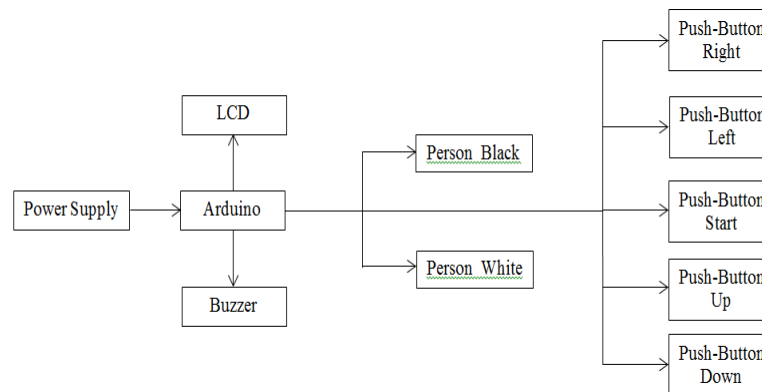 Push-Button
Right
LCD
Push-Button
Left
Person Black
Power Supply
Arduino
Push-Button
Start
Person White
Buzzer
Push-Button
Up
Push-Button
Down